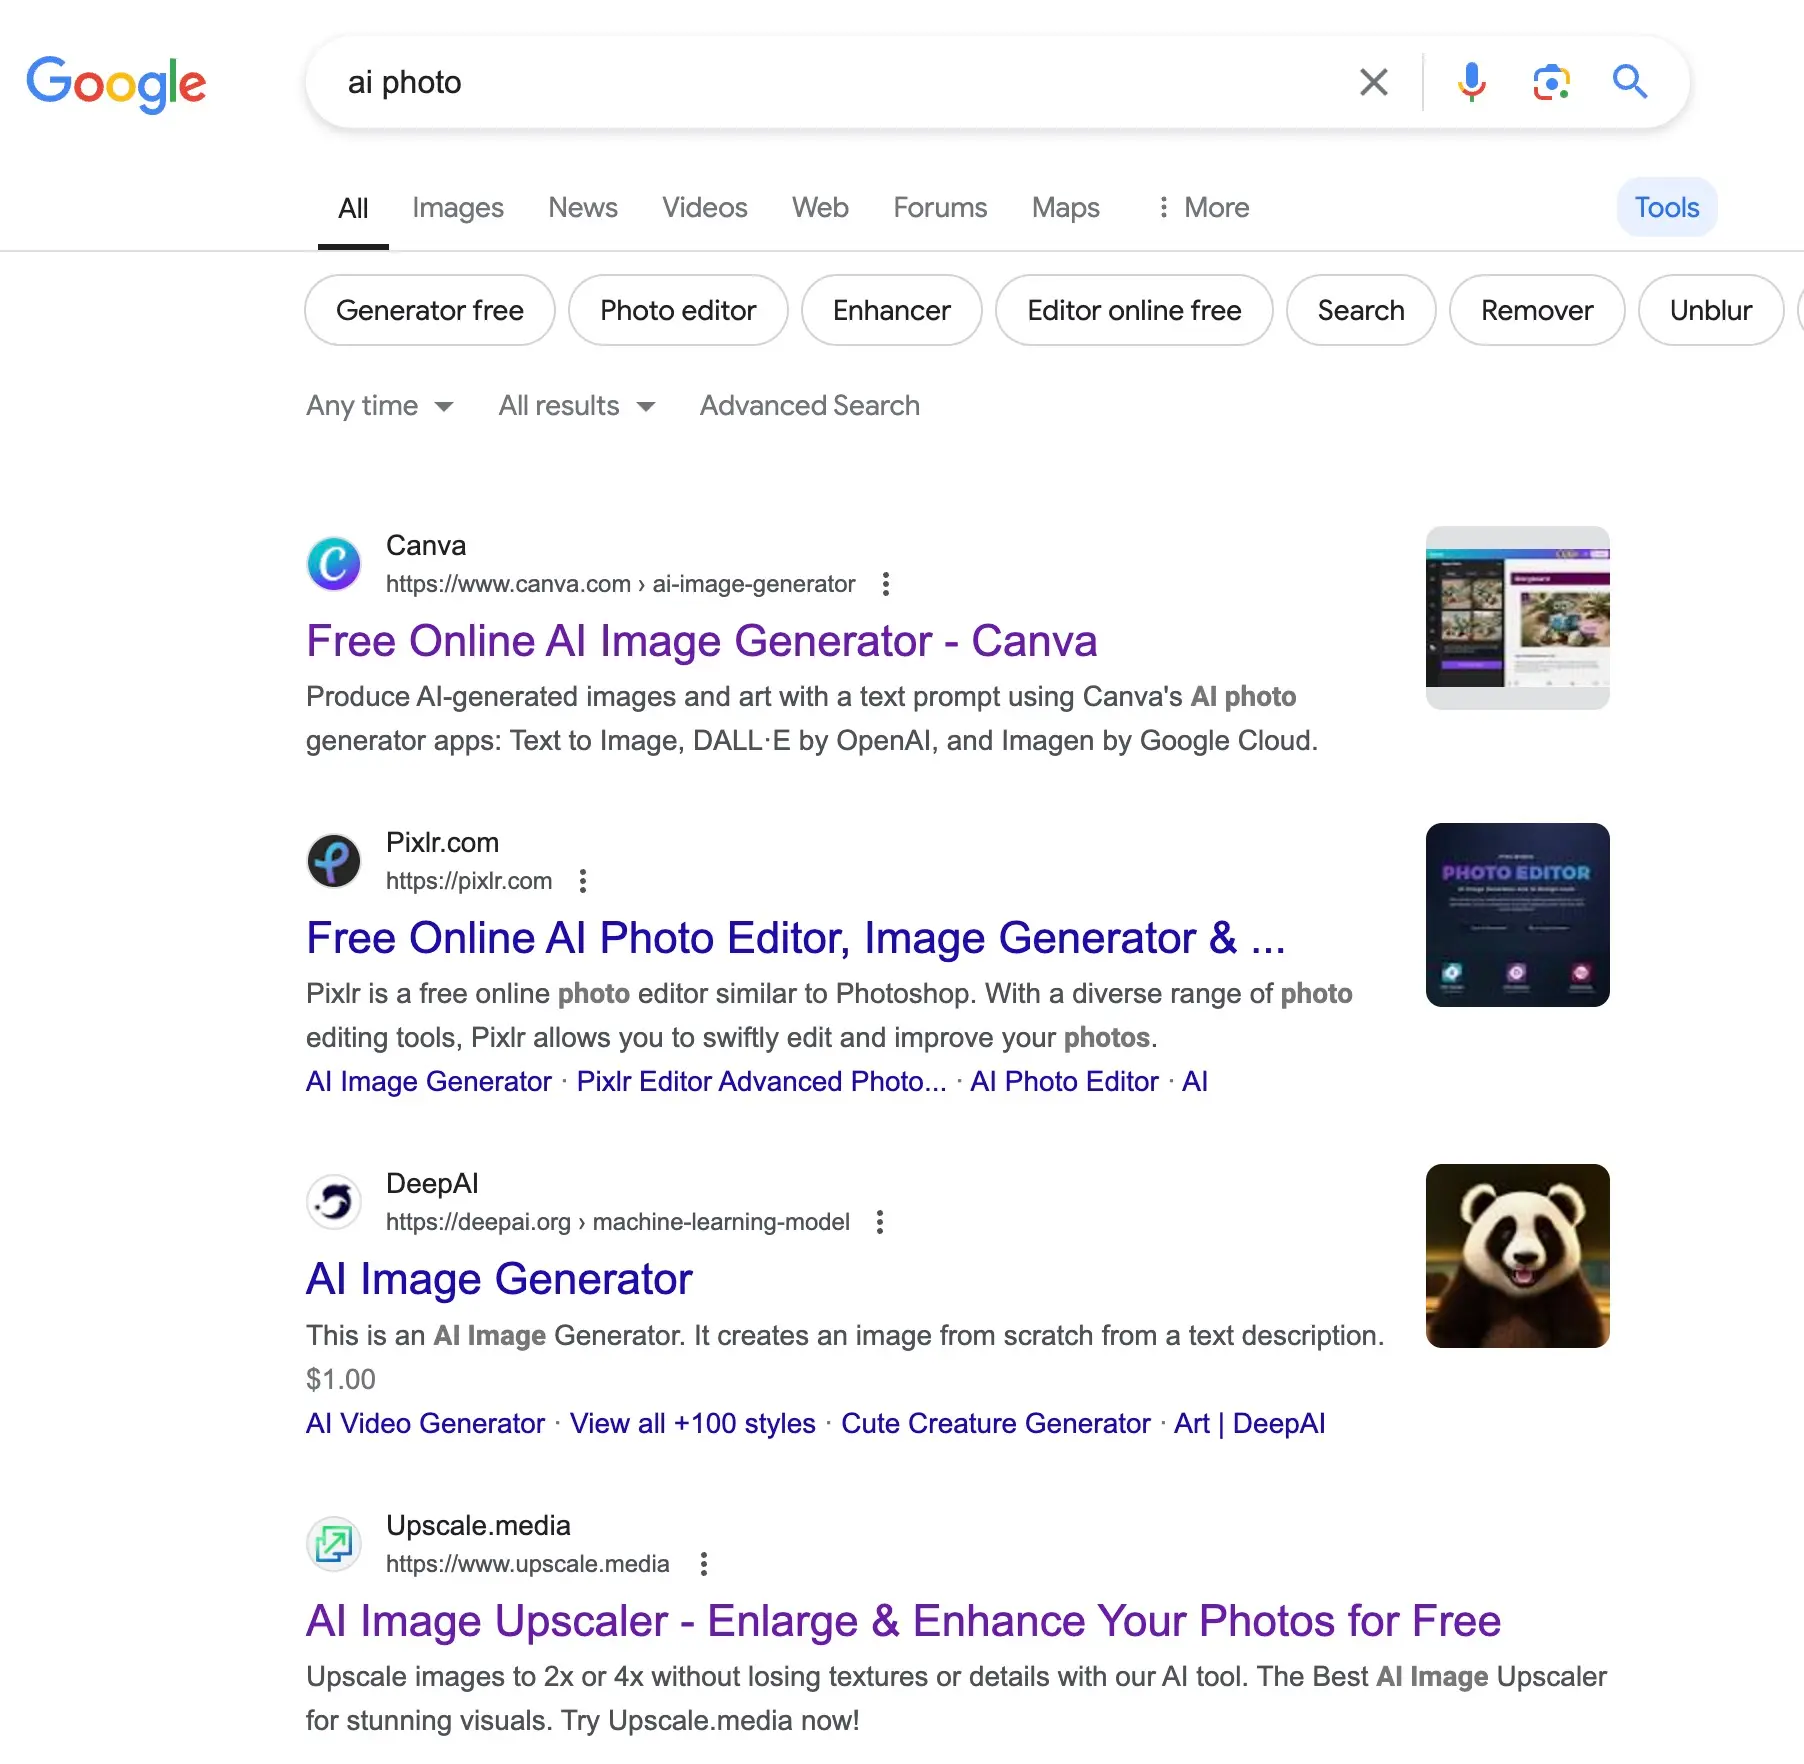 Google
ai photo
All Images News Videos Web Forums Maps More Tools
Generator free Photo editor Enhancer Editor online free Search Remover Unblur
Any time All results Advanced Search
Canva
https://www.canva.com › ai-image-generator
Free Online AI Image Generator - Canva
Produce AI-generated images and art with a text prompt using Canva's AI photo
generator apps: Text to Image, DALL·E by OpenAI, and Imagen by Google Cloud.
Pixlr.com
https://pixlr.com
PHOTO EDITOR
Free Online AI Photo Editor, Image Generator & ...
Pixlr is a free online photo editor similar to Photoshop. With a diverse range of photo
editing tools, Pixlr allows you to swiftly edit and improve your photos.
AI Image Generator · Pixlr Editor Advanced Photo... · AI Photo Editor · AI
DeepAI
https://deepai.org › machine-learning-model
AI Image Generator
This is an AI Image Generator. It creates an image from scratch from a text description.
$1.00
AI Video Generator · View all +100 styles · Cute Creature Generator · Art | DeepAI
Upscale.media
https://www.upscale.media
AI Image Upscaler - Enlarge & Enhance Your Photos for Free
Upscale images to 2x or 4x without losing textures or details with our AI tool. The Best AI Image Upscaler
for stunning visuals. Try Upscale.media now!